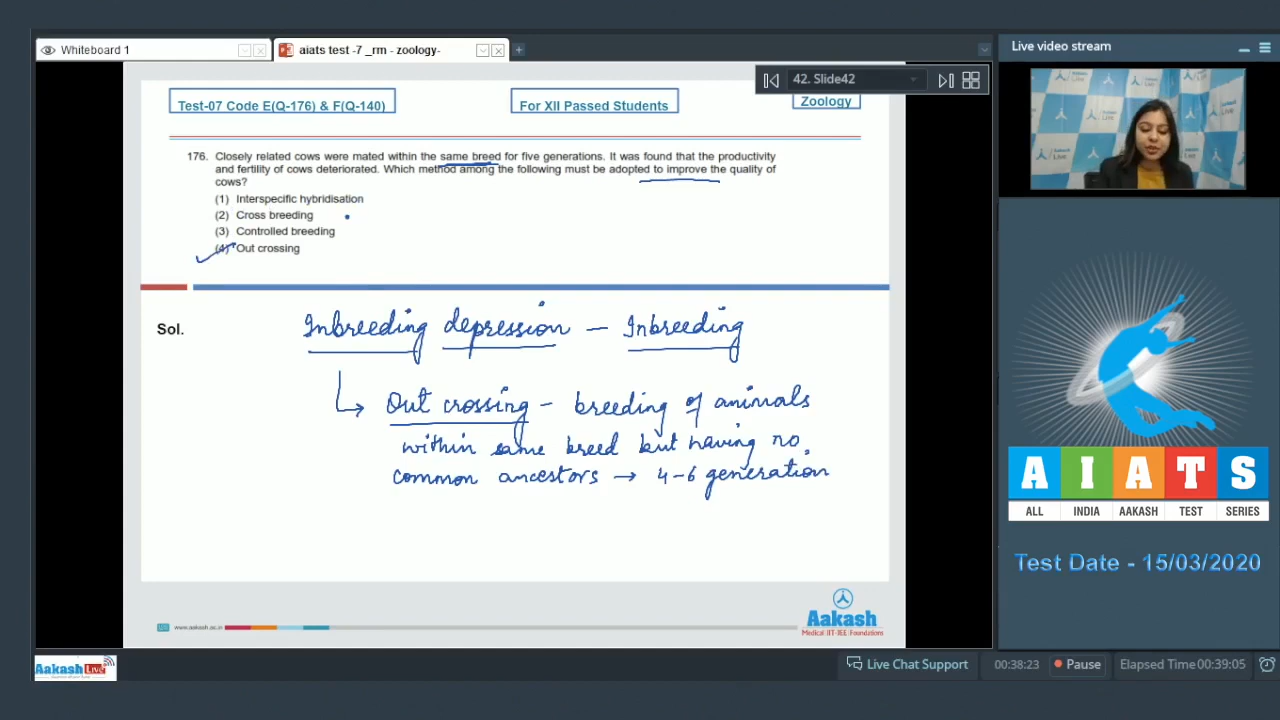 Whiteboard 1
aiats test -7 _rm - zoology-
Live video stream
42. Slide42
Test-07 Code E(Q-176) & F(Q-140)
For XII Passed Students
Zoology
176. Closely related cows were mated within the same breed for five generations. It was found that the productivity
and fertility of cows deteriorated. Which method among the following must be adopted to improve the quality of
cows?
(1) Interspecific hybridisation
(2) Cross breeding
(3) Controlled breeding
(4) Out crossing
Sol.
Inbreeding depression – Inbreeding
Out crossing – breeding of animals
within same breed but having no
common ancestors → 4-6 generation
AIATS
ALL INDIA AAKASH TEST SERIES
Test Date - 15/03/2020
www.aakash.ac.in
Aakash
Medical|IIT-JEE|Foundations
Aakash Live
Live Chat Support
00:38:23
Pause
Elapsed Time 00:39:05